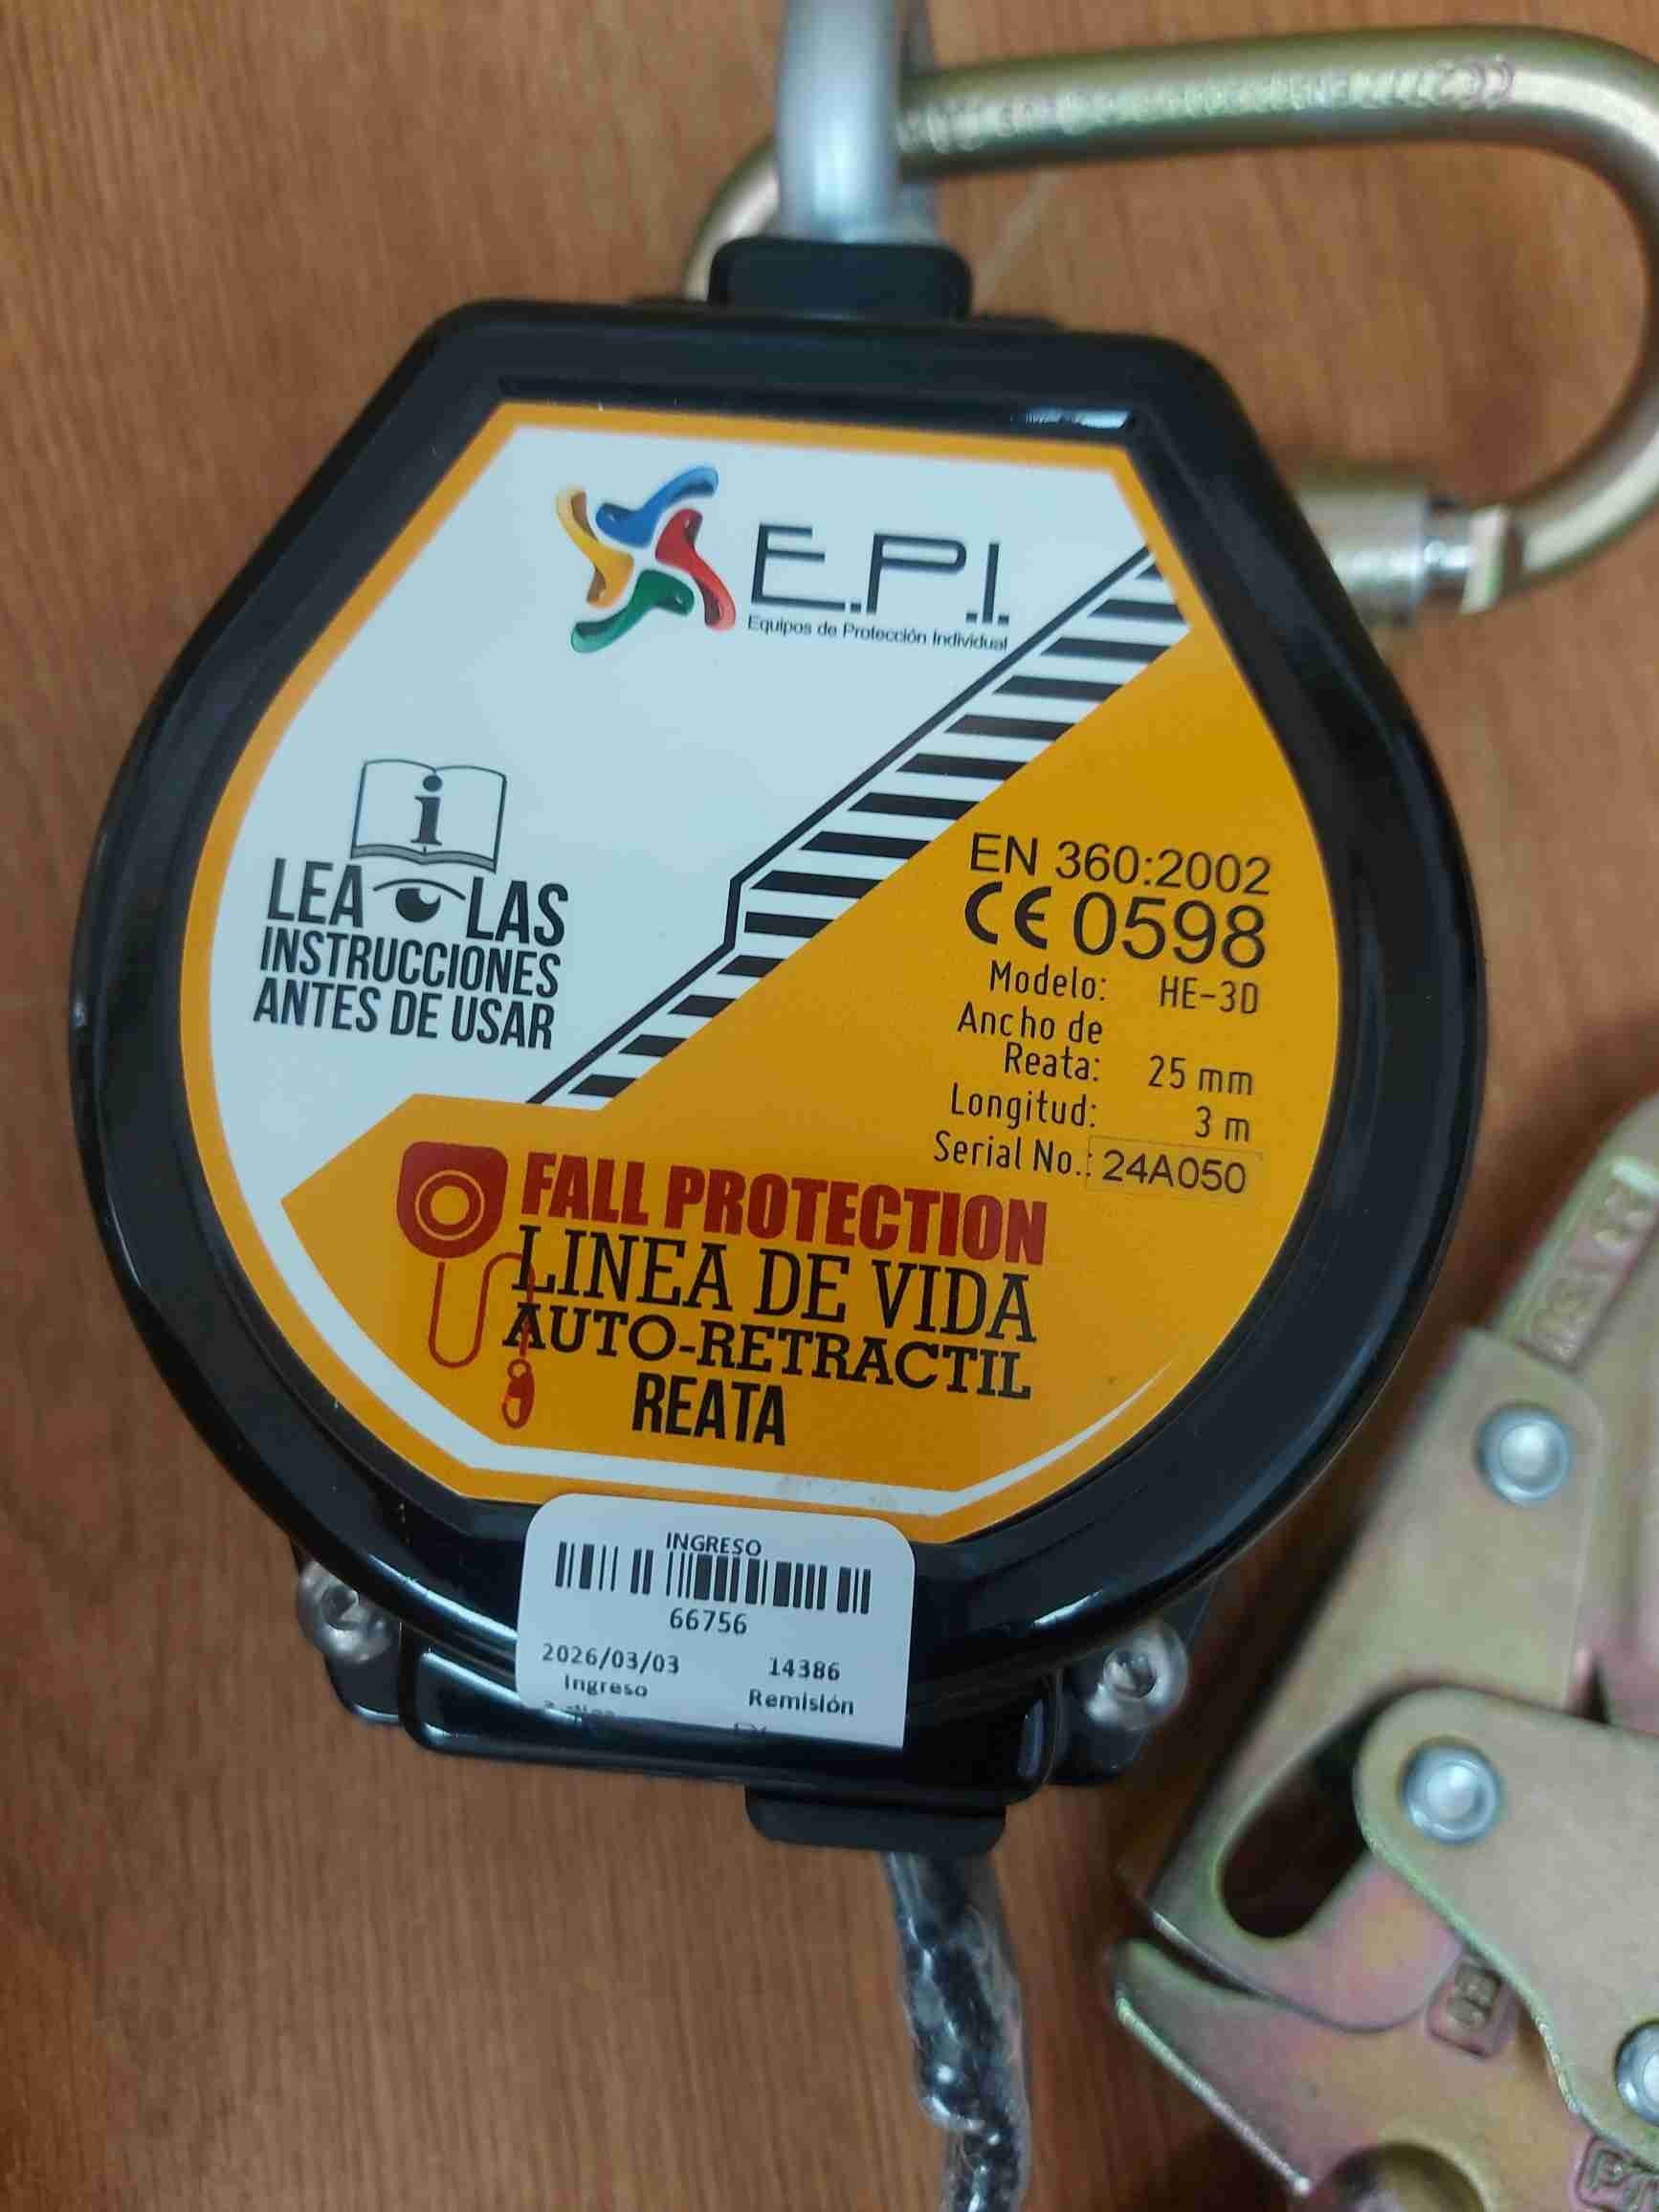 E.P.I.
Equipos de Protección Individual
i
LEA LAS
INSTRUCCIONES
ANTES DE USAR
EN 360:2002
CE 0598
Modelo: HE-3D
Ancho de
Reata: 25 mm
Longitud: 3 m
Serial No.: 24A050
FALL PROTECTION
LINEA DE VIDA
AUTO-RETRACTIL
REATA
INGRESO
66756
2026/03/03 14386
Ingreso Remisión